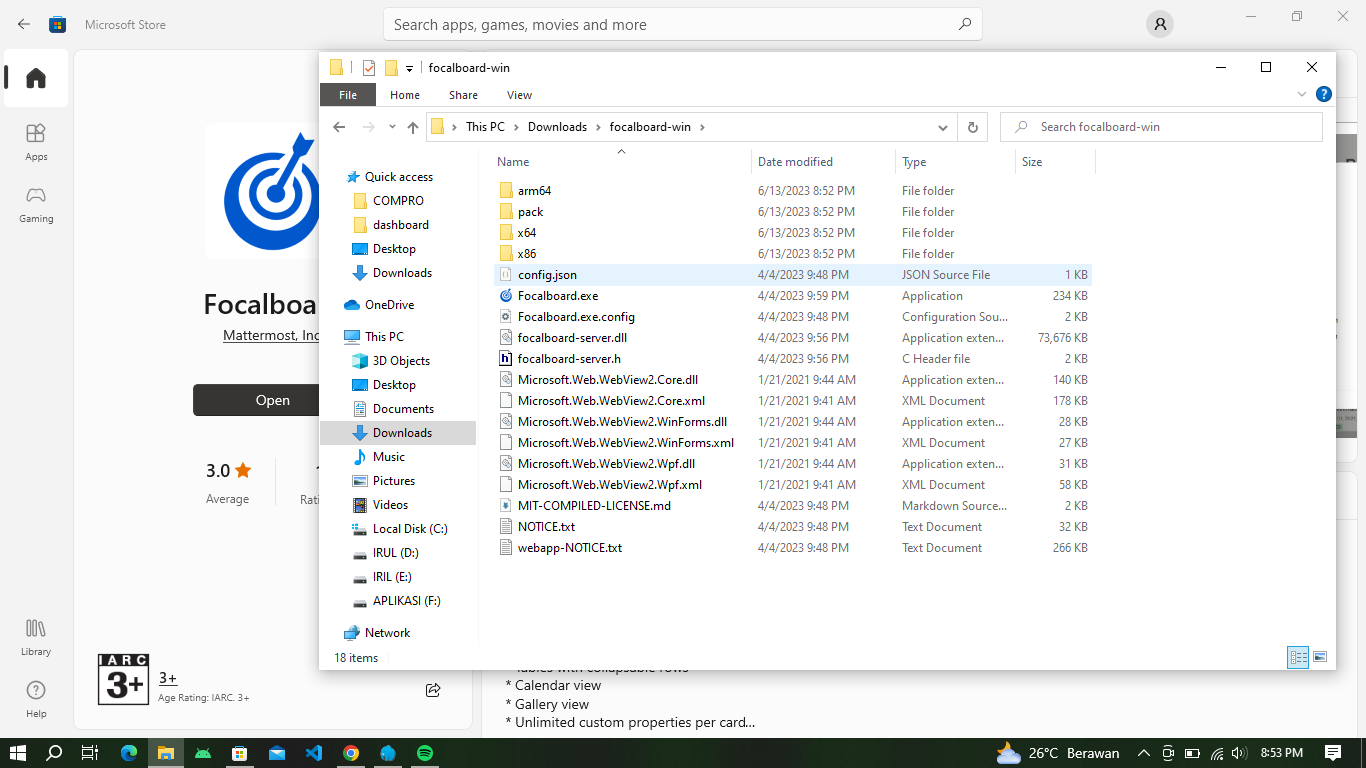 Microsoft Store
Search apps, games, movies and more
Apps
Gaming
Library
Help
Mattermost, Inc
Open
3.0
Average
IARC
3+
3+
Age Rating: IARC. 3+
focalboard-win
File Home Share View
This PC Downloads focalboard-win
Search focalboard-win
Quick access
COMPRO
dashboard
Desktop
Downloads
OneDrive
This PC
3D Objects
Desktop
Documents
Downloads
Music
Pictures
Videos
Local Disk (C:)
IRUL (D:)
IRIL (E:)
APLIKASI (F:)
Network
Name Date modified Type Size
arm64 6/13/2023 8:52 PM File folder
pack 6/13/2023 8:52 PM File folder
x64 6/13/2023 8:52 PM File folder
x86 6/13/2023 8:52 PM File folder
config.json 4/4/2023 9:48 PM JSON Source File 1 KB
Focalboard.exe 4/4/2023 9:59 PM Application 234 KB
Focalboard.exe.config 4/4/2023 9:48 PM Configuration Sou... 2 KB
focalboard-server.dll 4/4/2023 9:56 PM Application exten... 73,676 KB
focalboard-server.h 4/4/2023 9:56 PM C Header file 2 KB
Microsoft.Web.WebView2.Core.dll 1/21/2021 9:44 AM Application exten... 140 KB
Microsoft.Web.WebView2.Core.xml 1/21/2021 9:41 AM XML Document 178 KB
Microsoft.Web.WebView2.WinForms.dll 1/21/2021 9:44 AM Application exten... 28 KB
Microsoft.Web.WebView2.WinForms.xml 1/21/2021 9:41 AM XML Document 27 KB
Microsoft.Web.WebView2.Wpf.dll 1/21/2021 9:44 AM Application exten... 31 KB
Microsoft.Web.WebView2.Wpf.xml 1/21/2021 9:41 AM XML Document 58 KB
MIT-COMPILED-LICENSE.md 4/4/2023 9:48 PM Markdown Source... 2 KB
NOTICE.txt 4/4/2023 9:48 PM Text Document 32 KB
webapp-NOTICE.txt 4/4/2023 9:48 PM Text Document 266 KB
18 items
* Calendar view
* Gallery view
* Unlimited custom properties per card...
26°C Berawan
8:53 PM